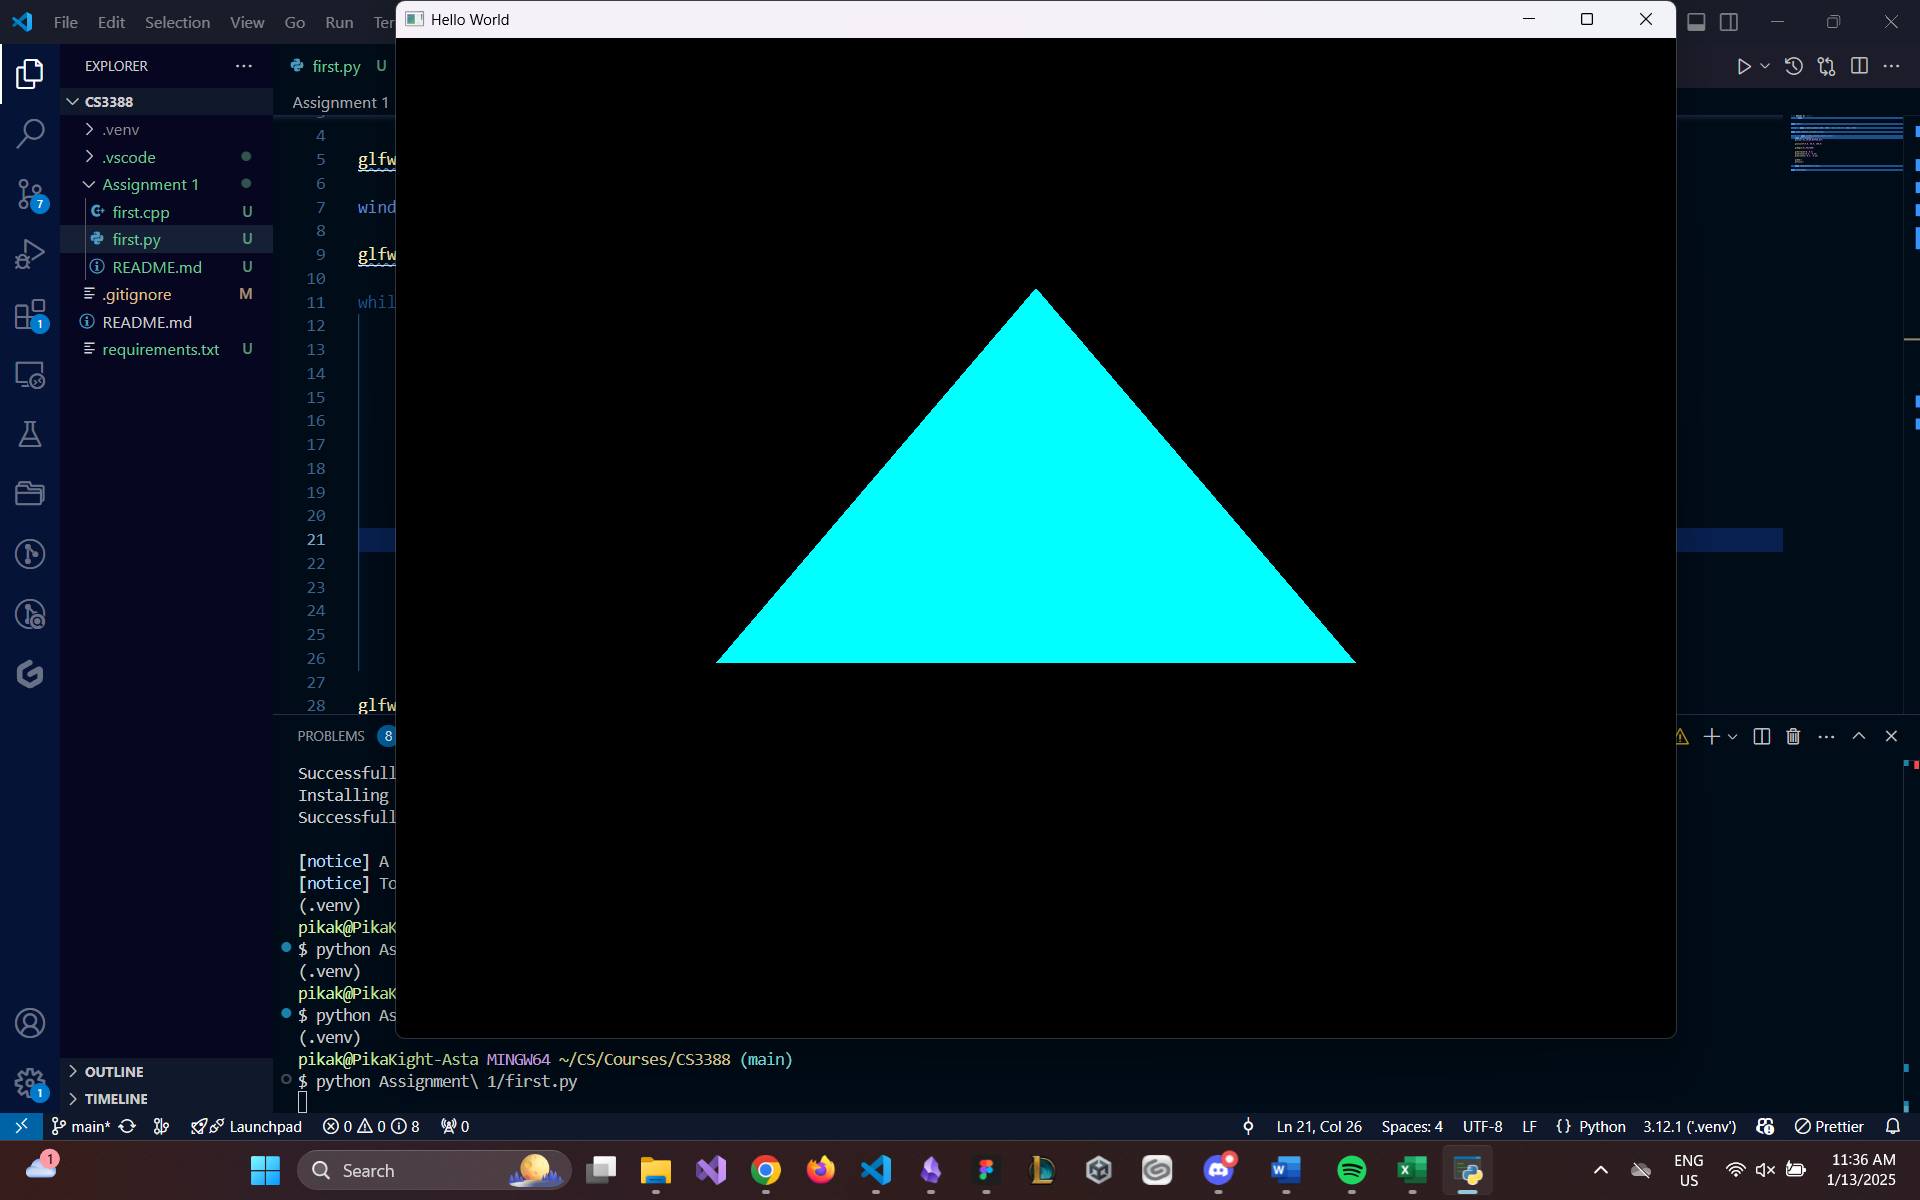 File Edit Selection View Go Run Ter
Hello World
EXPLORER
first.py U
CS3388
Assignment 1
.venv
.vscode
Assignment 1
first.cpp U
first.py U
README.md U
.gitignore M
README.md
requirements.txt U
4
5 glfw
6
7 wind
8
9 glfw
10
11 whil
12
13
14
15
16
17
18
19
20
21
22
23
24
25
26
27
28 glfw
PROBLEMS 8
Successfull
Installing
Successfull
[notice] A
[notice] To
(.venv)
pikak@PikaK
$ python As
(.venv)
pikak@PikaK
$ python As
(.venv)
pikak@PikaKight-Asta MINGW64 ~/CS/Courses/CS3388 (main)
$ python Assignment\ 1/first.py
OUTLINE
TIMELINE
7
1
1
main* Launchpad 0 0 8 0 Ln 21, Col 26 Spaces: 4 UTF-8 LF {} Python 3.12.1 ('.venv') Prettier
1
Search
ENG
US
11:36 AM
1/13/2025